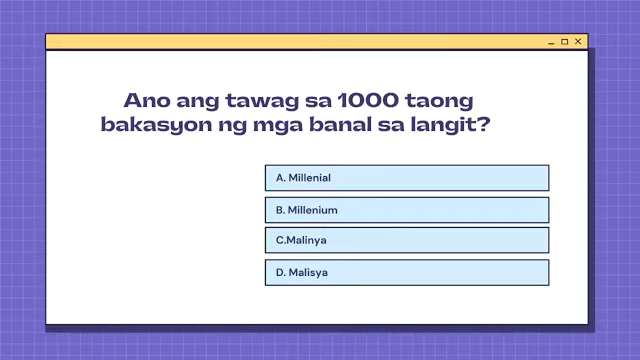 Ano ang tawag sa 1000 taong
bakasyon ng mga banal sa langit?
A. Millenial
B. Millenium
C.Malinya
D. Malisya